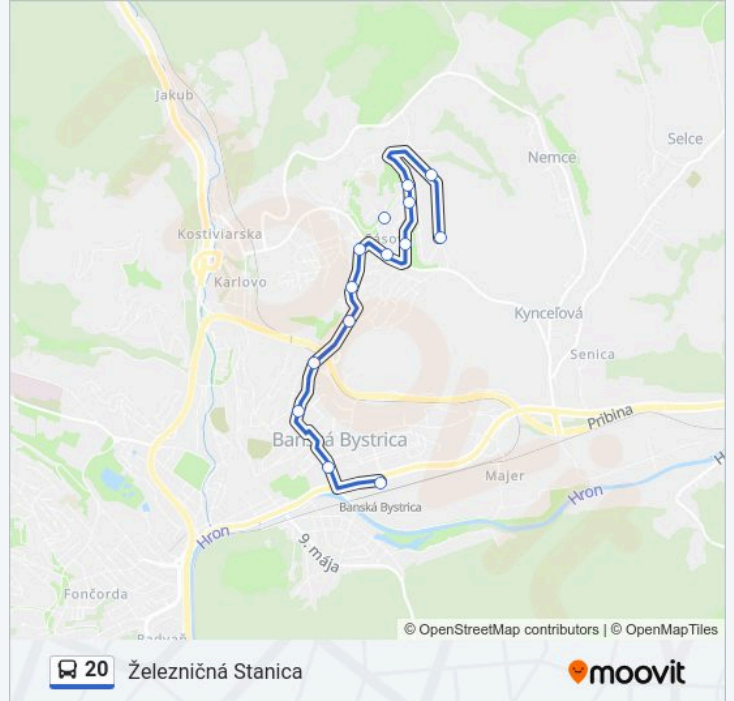 Jakub
Selce
Nemce
Kostiviarska
Karlovo
Kynceľová
Senica
Banská Bystrica
Pribina
Majer
Hron
Banská Bystrica
Hron
9. mája
Fončorda
Radvaň
© OpenStreetMap contributors | © OpenMapTiles
20 Železničná Stanica
moovit